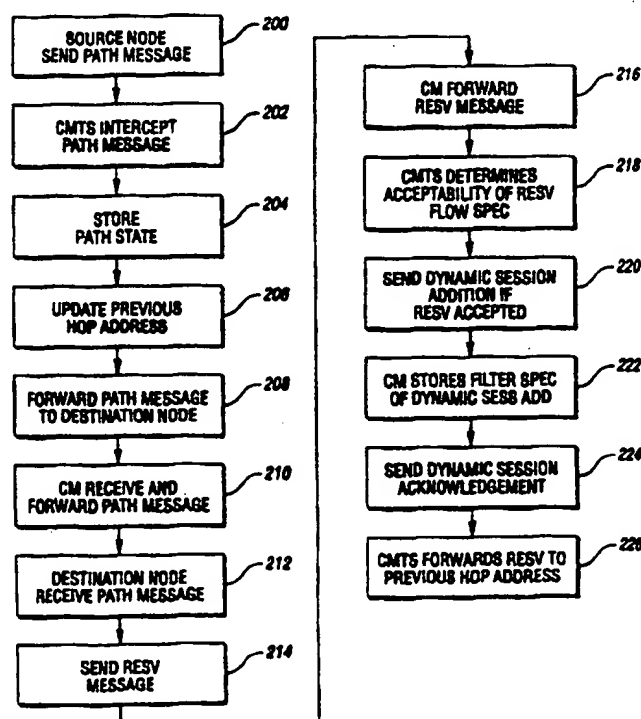 SOURCE NODE
SEND PATH MESSAGE
200
CMTS INTERCEPT
PATH MESSAGE
202
STORE
PATH STATE
204
UPDATE PREVIOUS
HOP ADDRESS
206
FORWARD PATH MESSAGE
TO DESTINATION NODE
208
CM RECEIVE AND
FORWARD PATH MESSAGE
210
DESTINATION NODE
RECEIVE PATH MESSAGE
212
SEND RESV
MESSAGE
214
CM FORWARD
RESV MESSAGE
216
CMTS DETERMINES
ACCEPTABILITY OF RESV
FLOW SPEC
218
SEND DYNAMIC SESSION
ADDITION IF
RESV ACCEPTED
220
CM STORES FILTER SPEC
OF DYNAMIC SESS ADD
222
SEND DYNAMIC SESSION
ACKNOWLEDGEMENT
224
CMTS FORWARDS RESV TO
PREVIOUS HOP ADDRESS
226